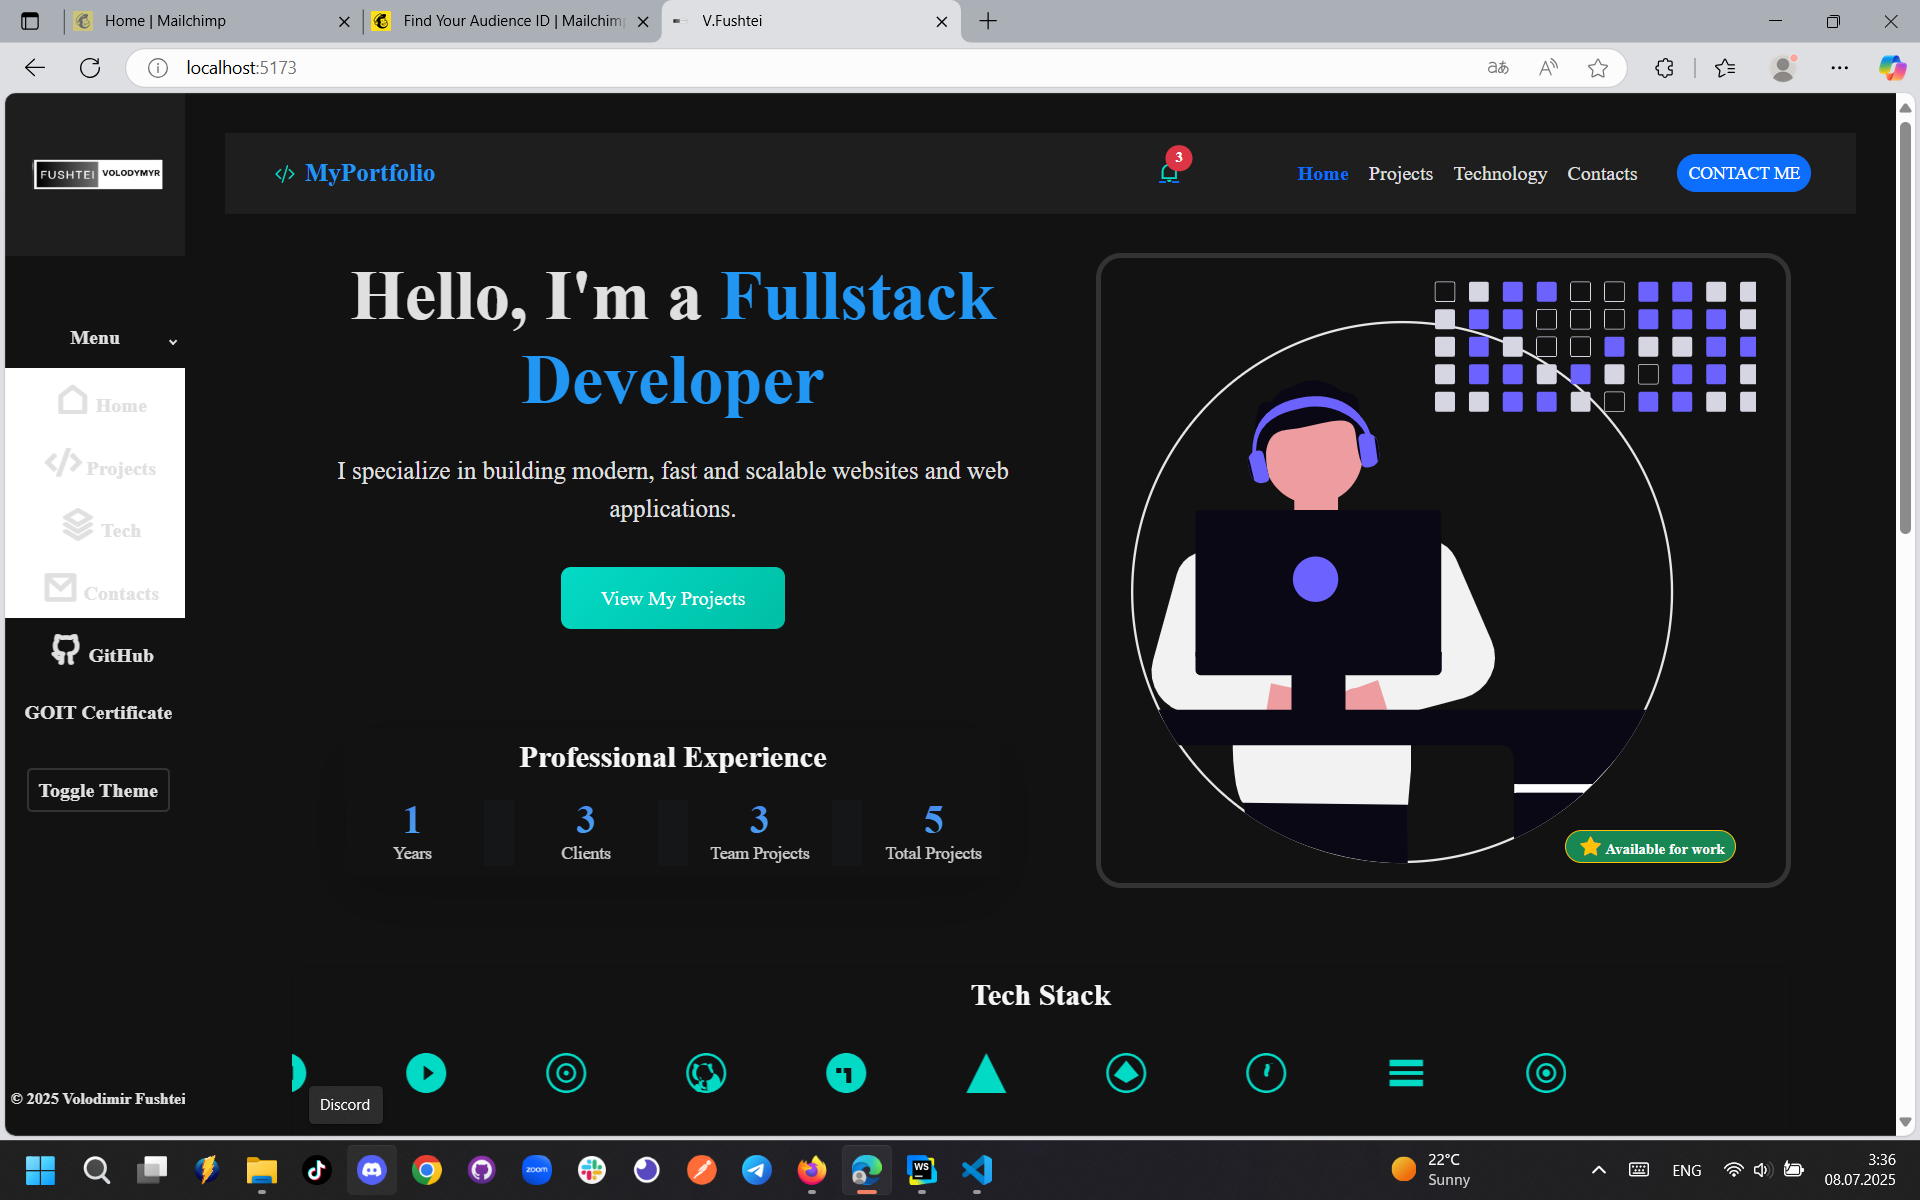 Home | Mailchimp
Find Your Audience ID | Mailchim
V.Fushtei
localhost:5173
FUSHTEI VOLODYMYR
</> MyPortfolio
3
Home Projects Technology Contacts CONTACT ME
Menu
Home
Projects
Tech
Contacts
GitHub
GOIT Certificate
Toggle Theme
© 2025 Volodimir Fushtei
Hello, I'm a Fullstack
Developer
I specialize in building modern, fast and scalable websites and web
applications.
View My Projects
Available for work
Professional Experience
1 3 3 5
Years Clients Team Projects Total Projects
Tech Stack
Discord
zoom
WS
22°C
Sunny
ENG
3:36
08.07.2025